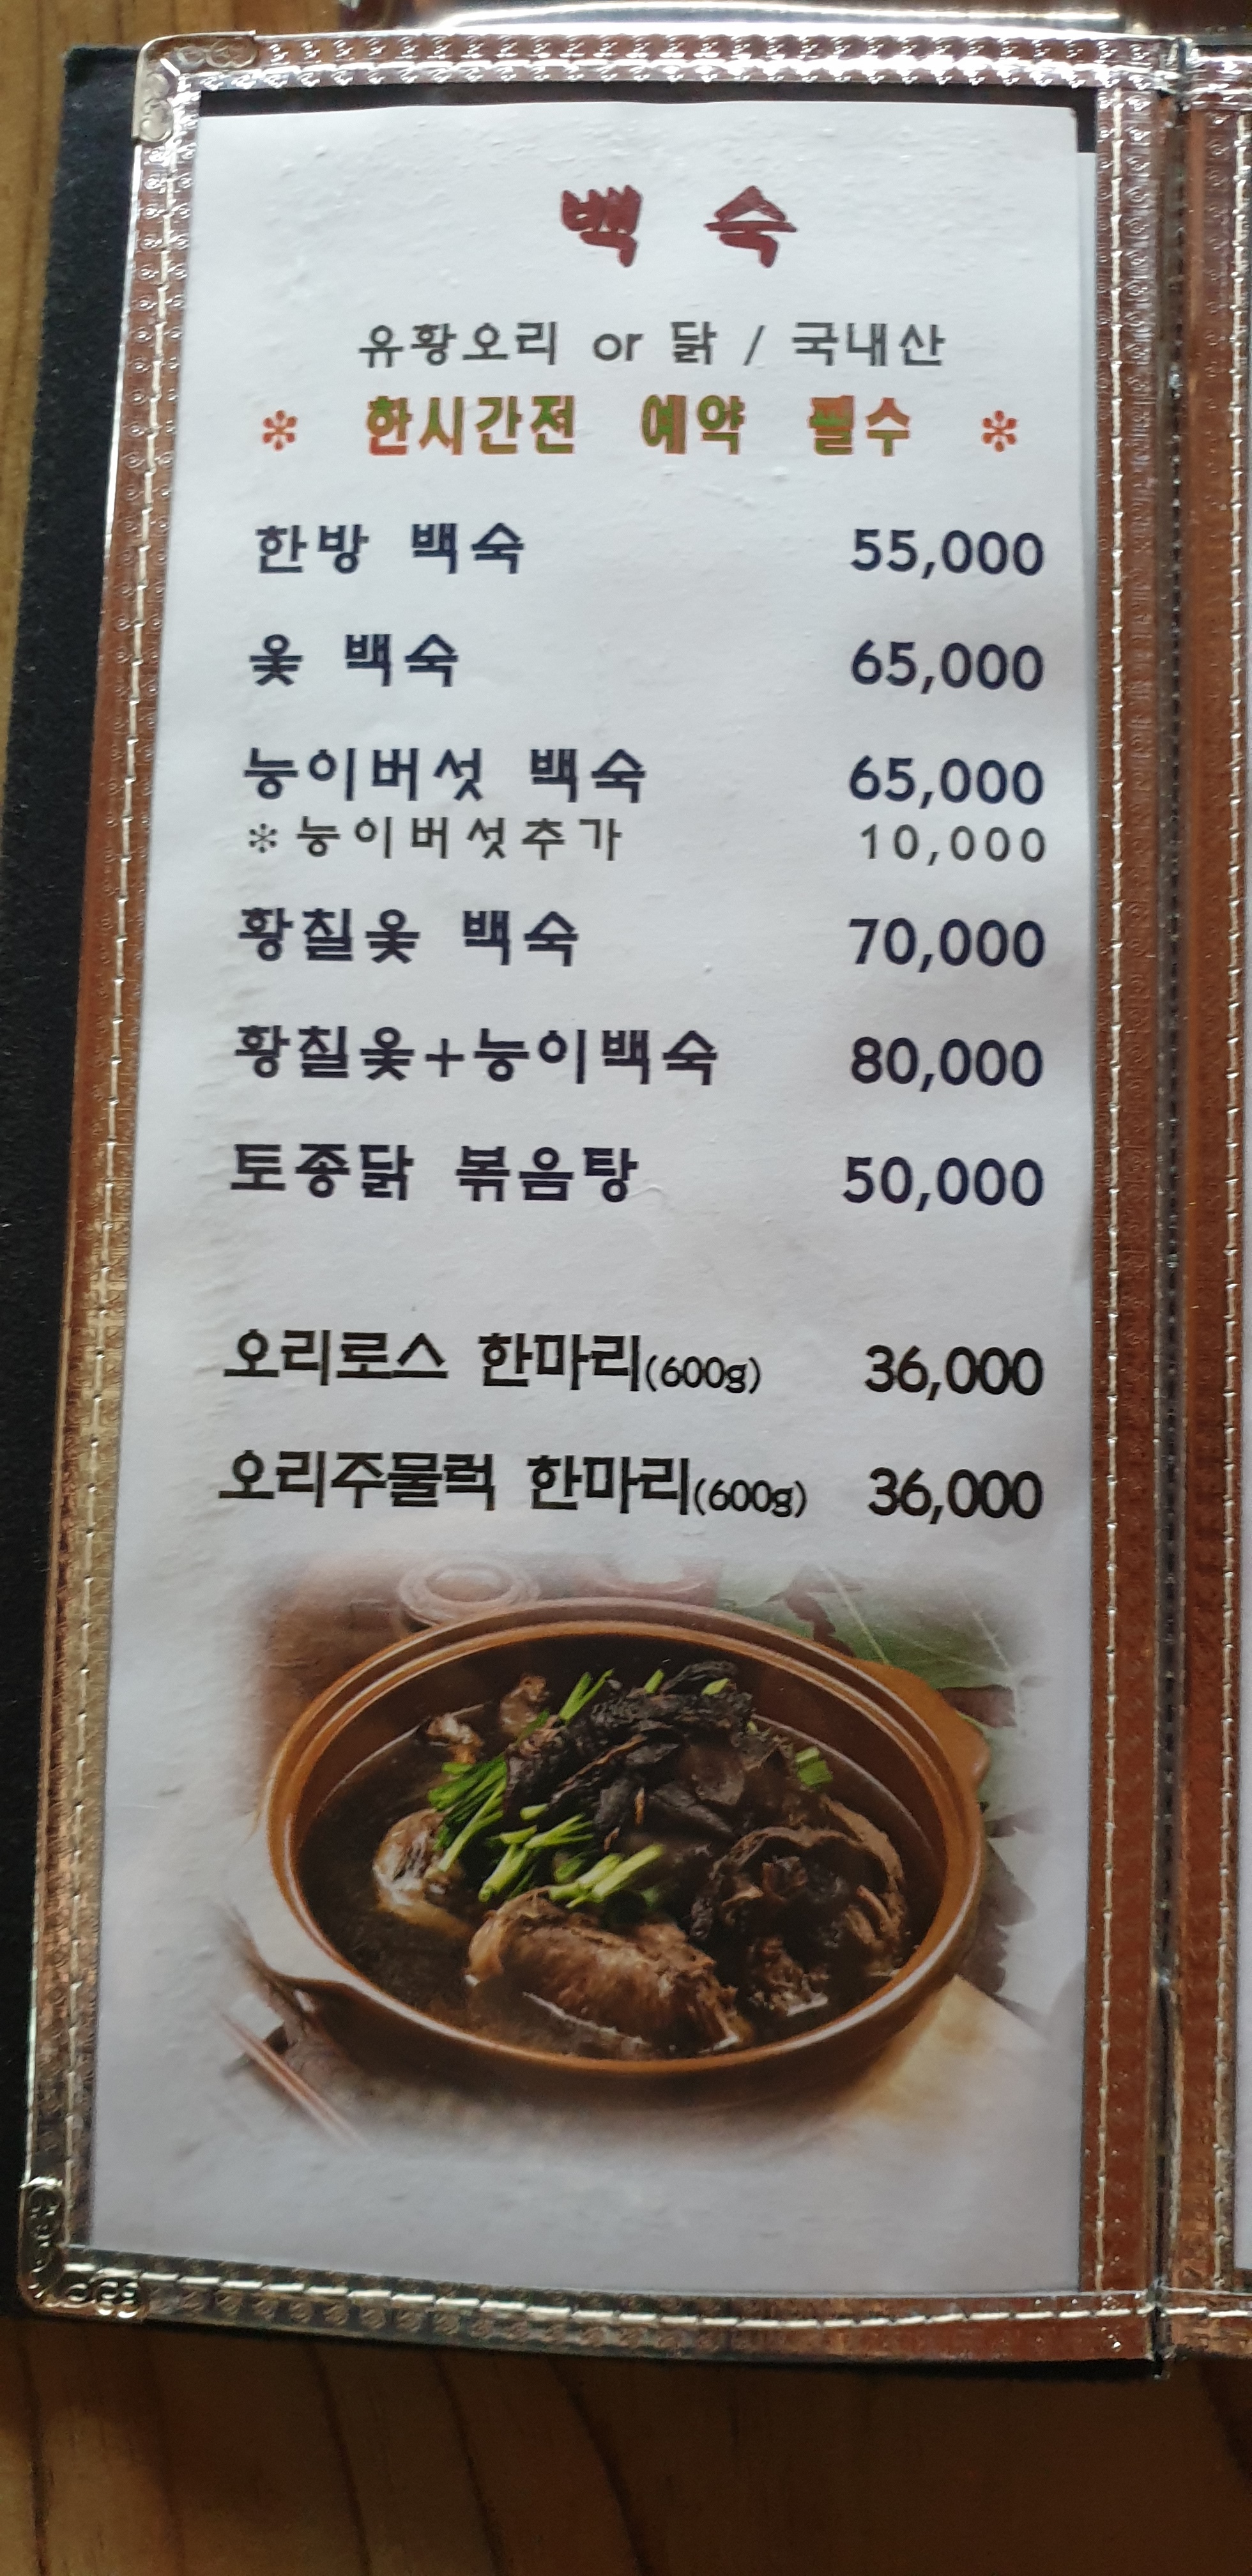 백 숙
유황오리 or 닭 / 국내산
❇ 한시간전 예약 필수 ❇
한방 백숙 55,000
옻 백숙 65,000
능이버섯 백숙 65,000
❇능이버섯추가 10,000
황칠옻 백숙 70,000
황칠옻+능이백숙 80,000
토종닭 볶음탕 50,000
오리로스 한마리(600g) 36,000
오리주물럭 한마리(600g) 36,000